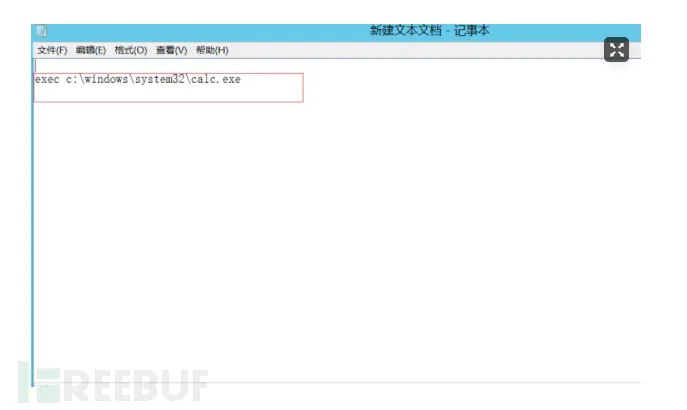 新建文本文档 - 记事本
文件(F) 编辑(E) 格式(O) 查看(V) 帮助(H)
exec c:\windows\system32\calc.exe
FREEBUF